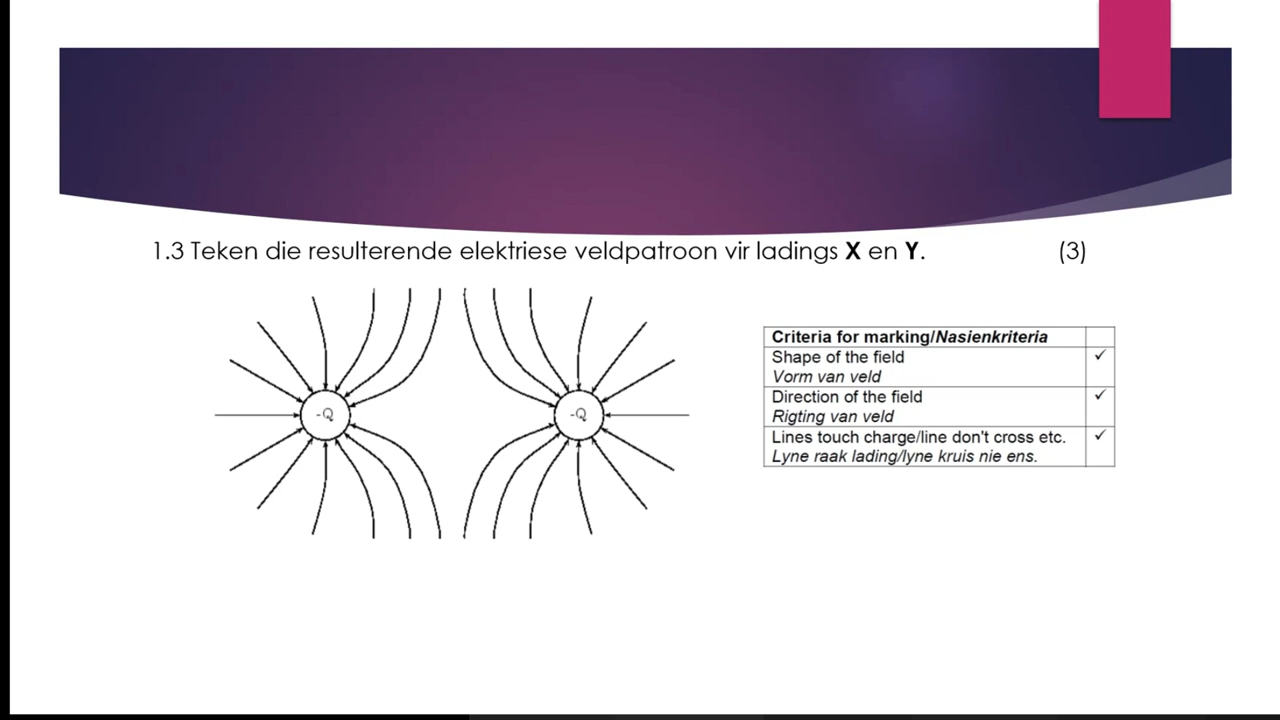 1.3 Teken die resulterende elektriese veldpatroon vir ladings X en Y. (3)
-Q
-Q
Criteria for marking/Nasienkriteria
Shape of the field ✓
Vorm van veld
Direction of the field ✓
Rigting van veld
Lines touch charge/line don't cross etc. ✓
Lyne raak lading/lyne kruis nie ens.